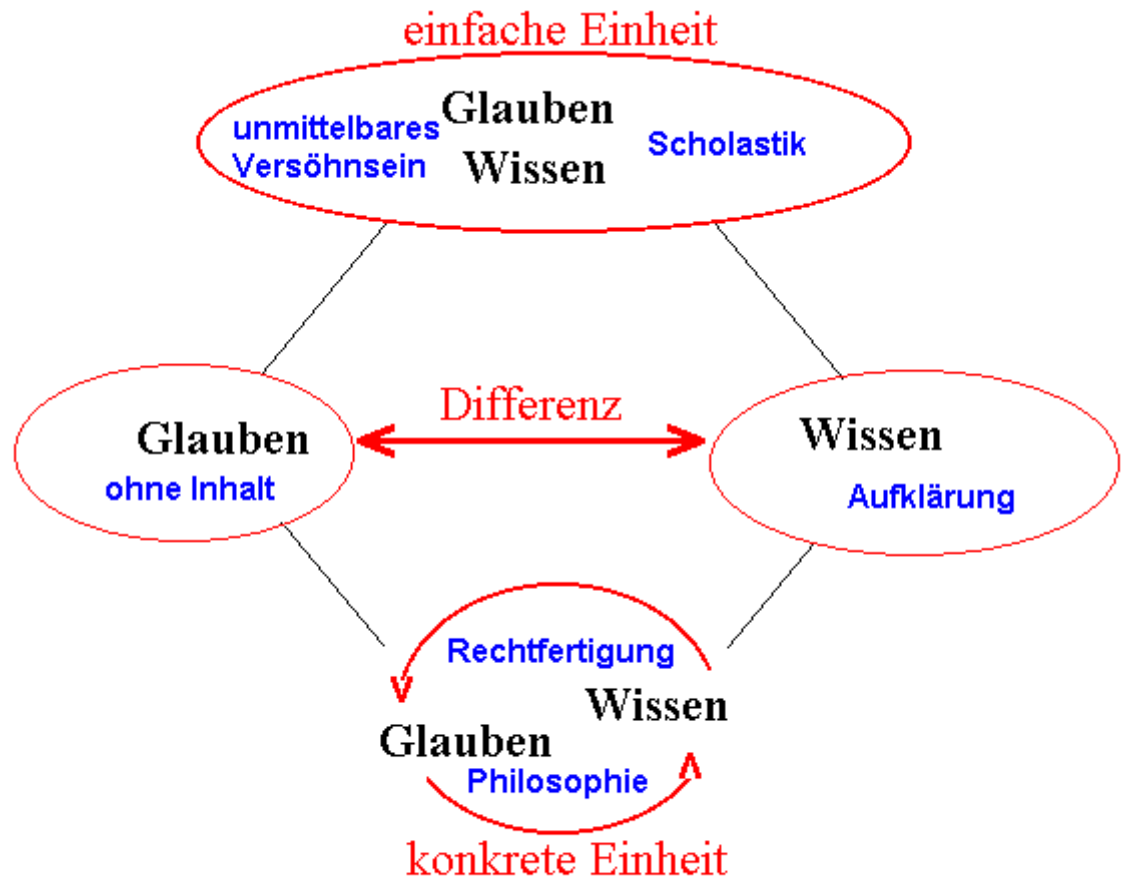 einfache Einheit
Glauben
unmittelbares
Versöhnsein
Wissen
Scholastik
Differenz
Glauben
ohne Inhalt
Wissen
Aufklärung
Rechtfertigung
Wissen
Glauben
Philosophie
konkrete Einheit